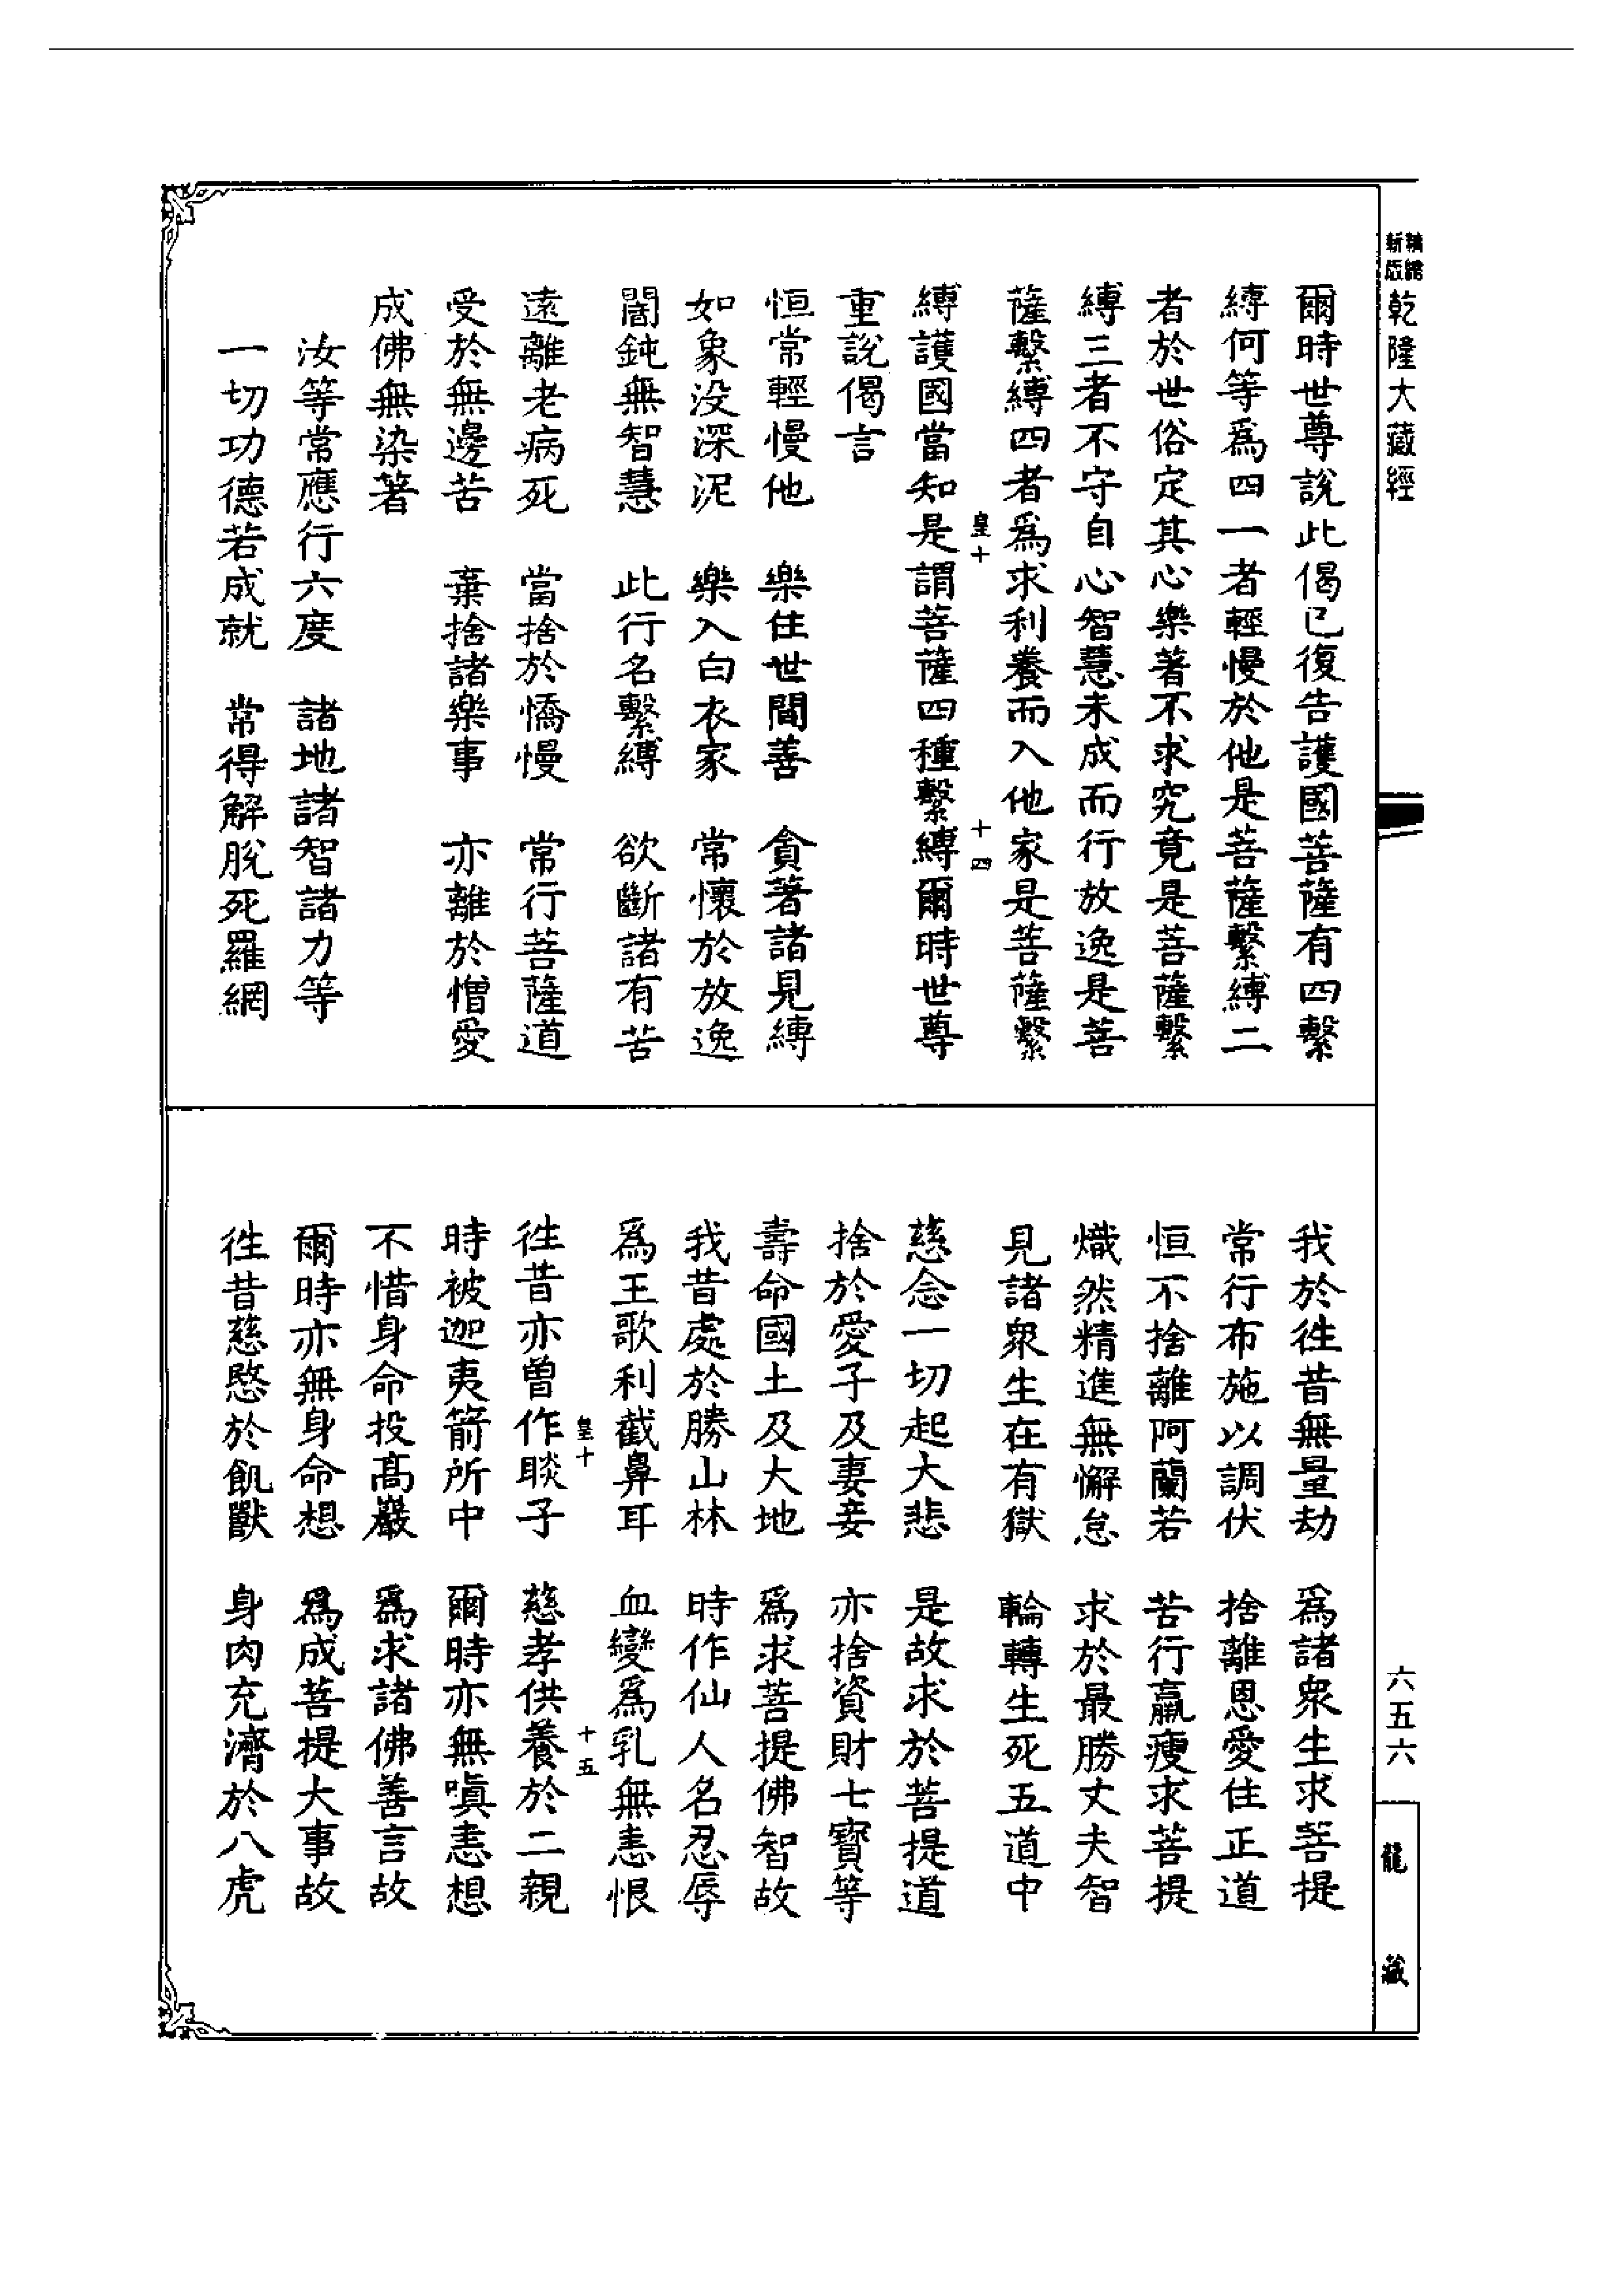 新版 精縮
乾隆大藏經
爾時世尊說此偈已復告護國菩薩有四繫
縛何等爲四一者輕慢於他是菩薩繫縛二
者於世俗定其心樂著不求究竟是菩薩繫
縛三者不守自心智慧未成而行放逸是菩
薩繫縛四者爲求利養而入他家是菩薩繫
皇十
十四
縛護國當知是謂菩薩四種繫縛爾時世尊
重說偈言
恒常輕慢他　樂住世間善　貪著諸見縛
如象没深泥　樂入白衣家　常懷於放逸
闇鈍無智慧　此行名繫縛　欲斷諸有苦
遠離老病死　當捨於憍慢　常行菩薩道
受於無邊苦　棄捨諸樂事　亦離於憎愛
成佛無染著
汝等常應行六度　諸地諸智諸力等
一切功德若成就　常得解脫死羅網
我於徃昔無量劫　爲諸衆生求菩提
常行布施以調伏　捨離恩愛住正道
恒不捨離阿蘭若　苦行羸瘦求菩提
熾然精進無懈怠　求於最勝丈夫智
見諸衆生在有獄　輪轉生死五道中
慈念一切起大悲　是故求於菩提道
捨於愛子及妻妾　亦捨資財七寶等
壽命國土及大地　爲求菩提佛智故
我昔處於勝山林　時作仙人名忍辱
爲王歌利截鼻耳　血變爲乳無恚恨
皇十
十五
徃昔亦曾作睒子　慈孝供養於二親
時被迦夷箭所中　爾時亦無嗔恚想
不惜身命投髙巖　爲求諸佛善言故
爾時亦無身命想　爲成菩提大事故
徃昔慈愍於飢獸　身肉充濟於八虎
六五六
龍藏